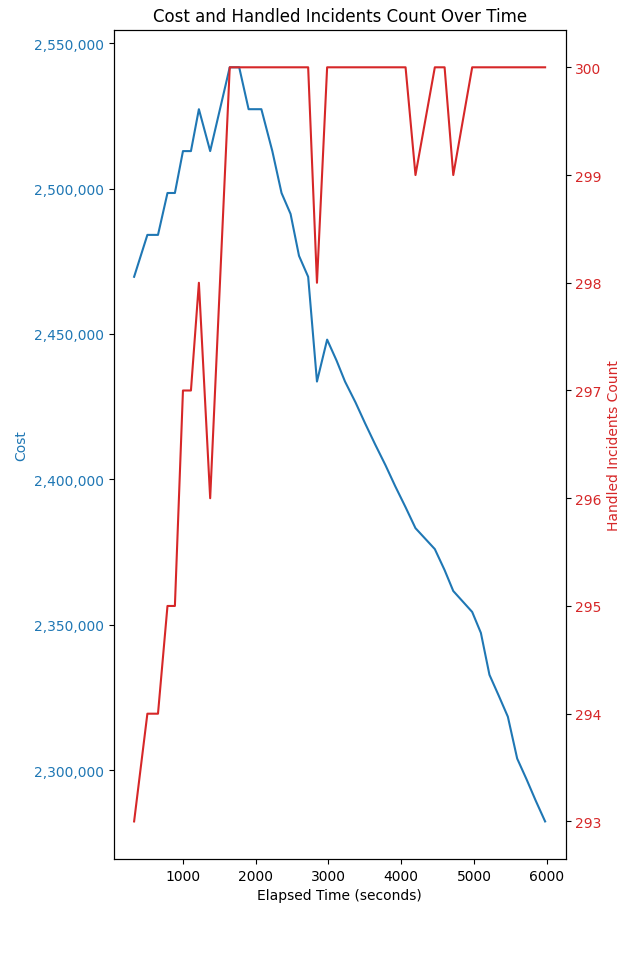 Cost and Handled Incidents Count Over Time
2,550,000
2,500,000
2,450,000
2,400,000
2,350,000
2,300,000
Cost
300
299
298
297
296
295
294
293
Handled Incidents Count
1000 2000 3000 4000 5000 6000
Elapsed Time (seconds)